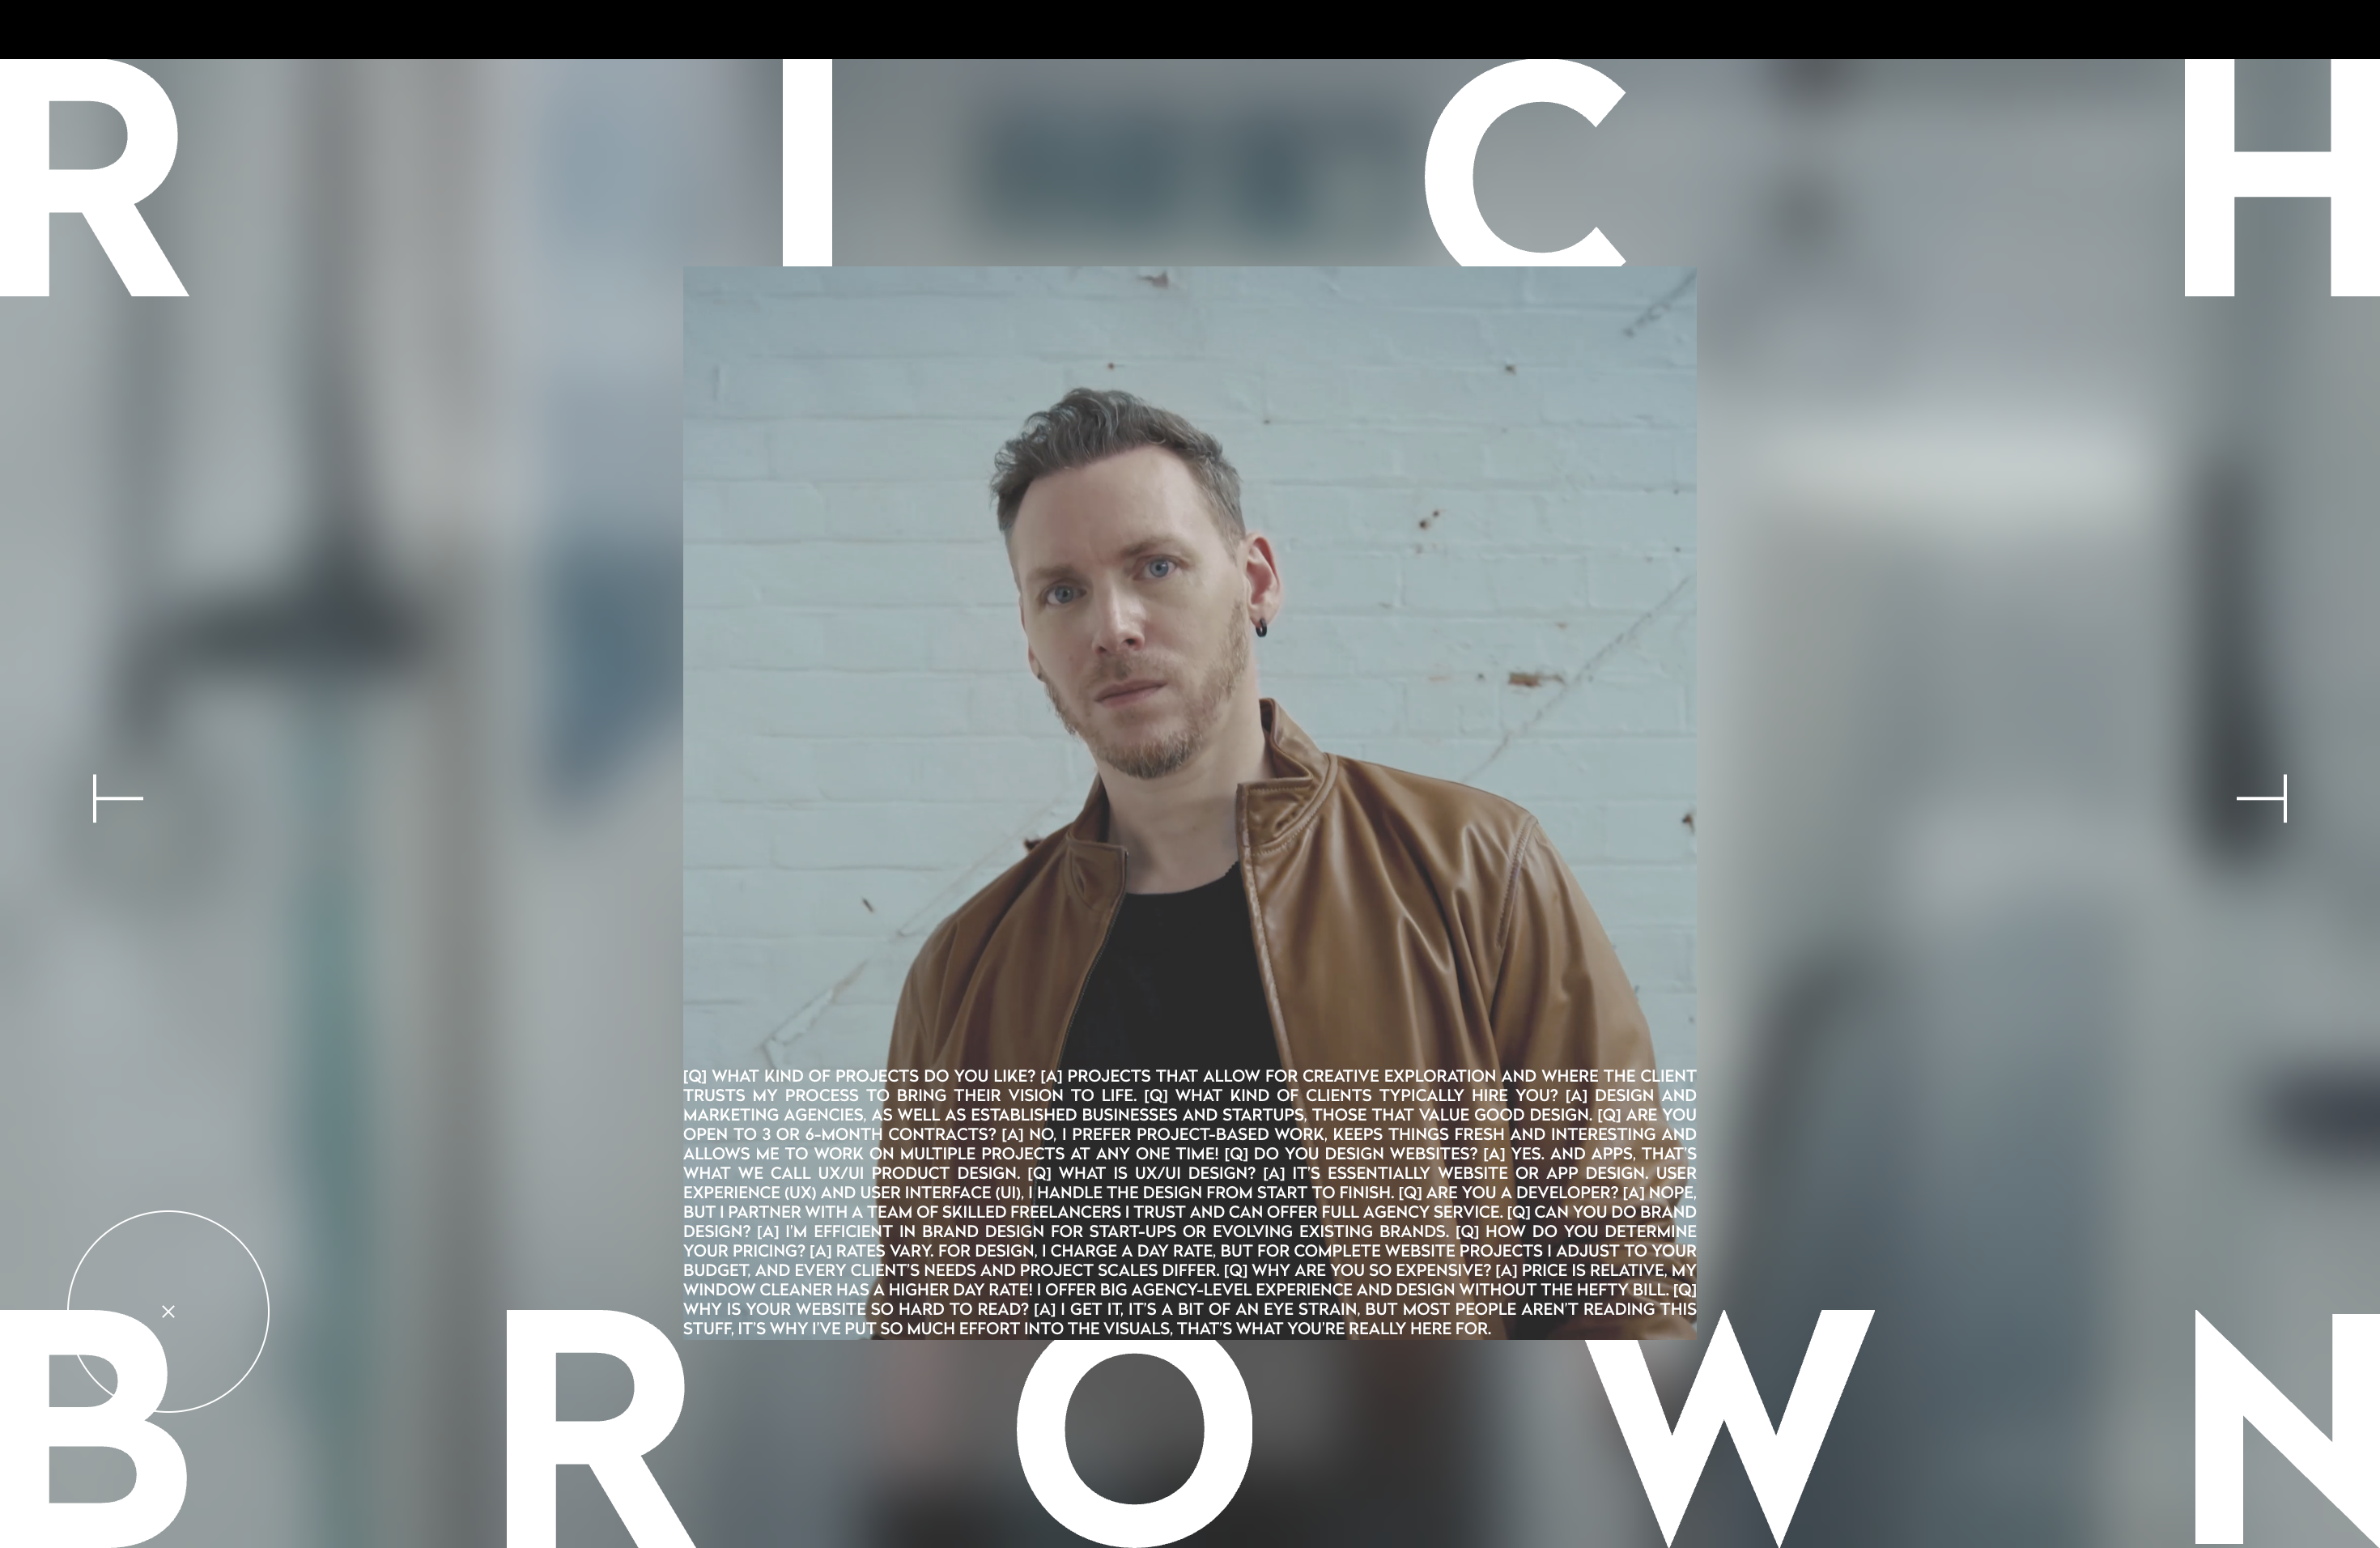 RICH
[Q] WHAT KIND OF PROJECTS DO YOU LIKE? [A] PROJECTS THAT ALLOW FOR CREATIVE EXPLORATION AND WHERE THE CLIENT
TRUSTS MY PROCESS TO BRING THEIR VISION TO LIFE. [Q] WHAT KIND OF CLIENTS TYPICALLY HIRE YOU? [A] DESIGN AND
MARKETING AGENCIES, AS WELL AS ESTABLISHED BUSINESSES AND STARTUPS, THOSE THAT VALUE GOOD DESIGN. [Q] ARE YOU
OPEN TO 3 OR 6-MONTH CONTRACTS? [A] NO, I PREFER PROJECT-BASED WORK, KEEPS THINGS FRESH AND INTERESTING AND
ALLOWS ME TO WORK ON MULTIPLE PROJECTS AT ANY ONE TIME! [Q] DO YOU DESIGN WEBSITES? [A] YES. AND APPS, THAT'S
WHAT WE CALL UX/UI PRODUCT DESIGN. [Q] WHAT IS UX/UI DESIGN? [A] IT'S ESSENTIALLY WEBSITE OR APP DESIGN. USER
EXPERIENCE (UX) AND USER INTERFACE (UI), I HANDLE THE DESIGN FROM START TO FINISH. [Q] ARE YOU A DEVELOPER? [A] NOPE,
BUT I PARTNER WITH A TEAM OF SKILLED FREELANCERS I TRUST AND CAN OFFER FULL AGENCY SERVICE. [Q] CAN YOU DO BRAND
DESIGN? [A] I'M EFFICIENT IN BRAND DESIGN FOR START-UPS OR EVOLVING EXISTING BRANDS. [Q] HOW DO YOU DETERMINE
YOUR PRICING? [A] RATES VARY. FOR DESIGN, I CHARGE A DAY RATE, BUT FOR COMPLETE WEBSITE PROJECTS I ADJUST TO YOUR
BUDGET, AND EVERY CLIENT'S NEEDS AND PROJECT SCALES DIFFER. [Q] WHY ARE YOU SO EXPENSIVE? [A] PRICE IS RELATIVE, MY
WINDOW CLEANER HAS A HIGHER DAY RATE! I OFFER BIG AGENCY-LEVEL EXPERIENCE AND DESIGN WITHOUT THE HEFTY BILL. [Q]
WHY IS YOUR WEBSITE SO HARD TO READ? [A] I GET IT, IT'S A BIT OF AN EYE STRAIN, BUT MOST PEOPLE AREN'T READING THIS
STUFF, IT'S WHY I'VE PUT SO MUCH EFFORT INTO THE VISUALS, THAT'S WHAT YOU'RE REALLY HERE FOR.
BROWN